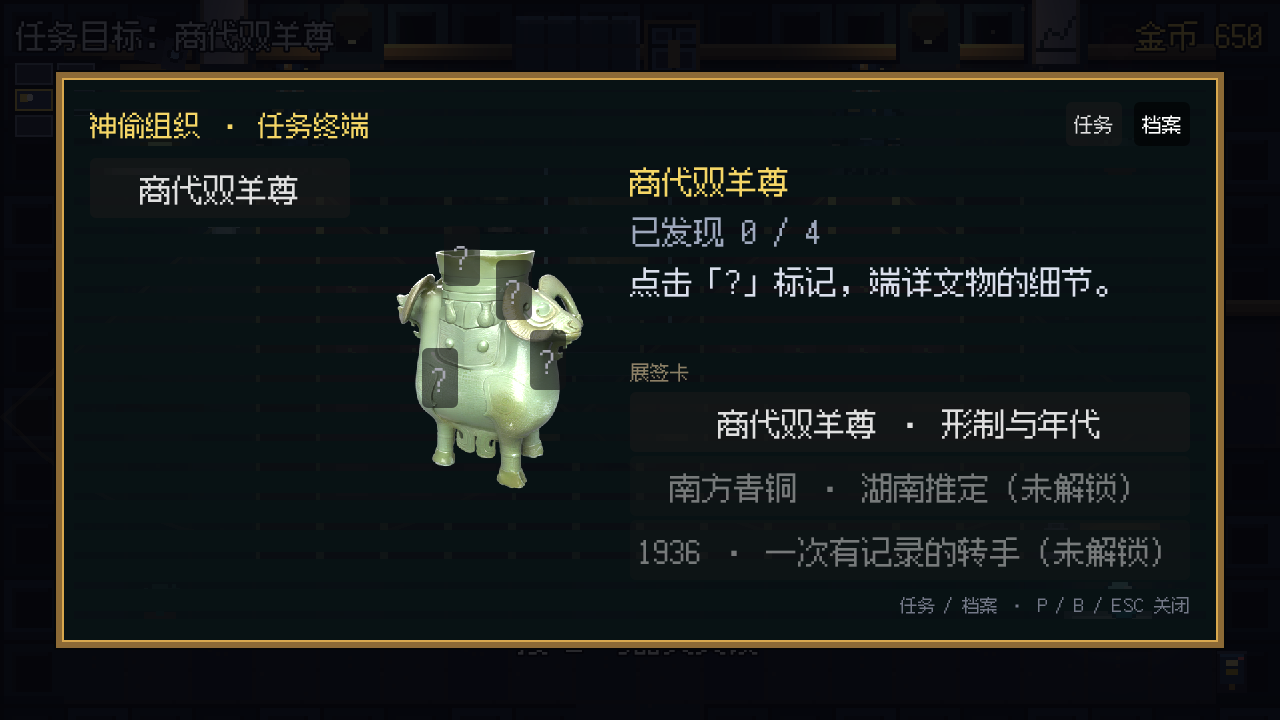 任务目标：商代双羊尊
金币 650
神偷组织 · 任务终端
任务
档案
商代双羊尊
商代双羊尊
已发现 0 / 4
点击「?」标记，端详文物的细节。
?
?
?
?
展签卡
商代双羊尊 · 形制与年代
南方青铜 · 湖南推定（未解锁）
1936 · 一次有记录的转手（未解锁）
任务 / 档案 · P / B / ESC 关闭